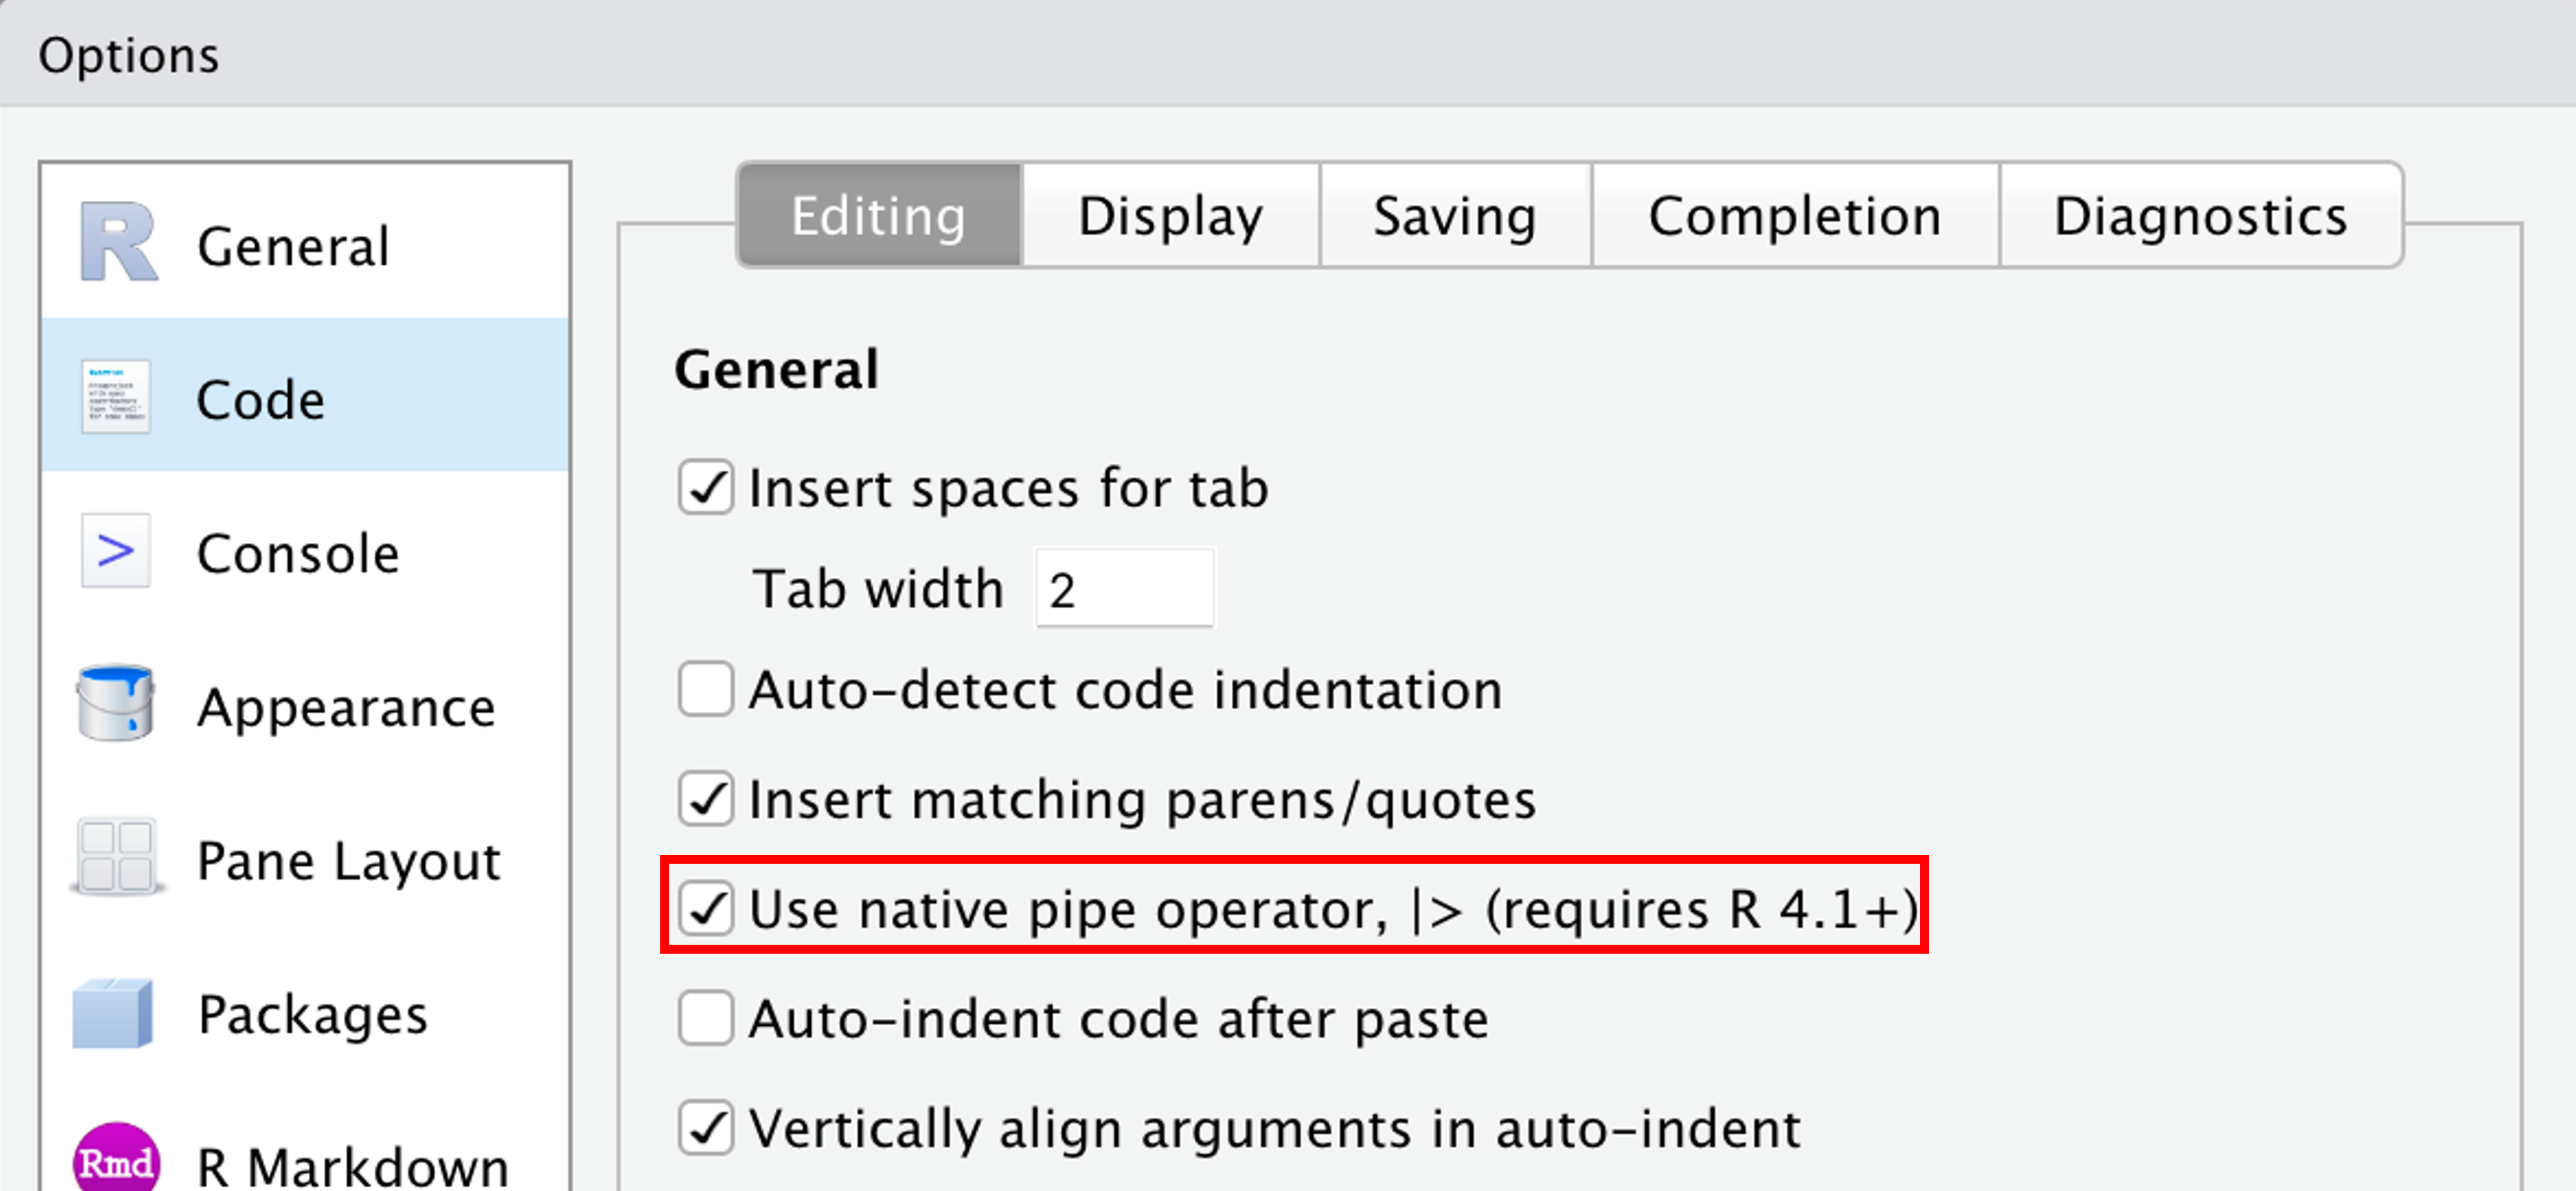 Options
General
Code
Console
Appearance
Pane Layout
Packages
Rmd R Markdown
Editing Display Saving Completion Diagnostics
General
Insert spaces for tab
Tab width 2
Auto-detect code indentation
Insert matching parens/quotes
Use native pipe operator, |> (requires R 4.1+)
Auto-indent code after paste
Vertically align arguments in auto-indent